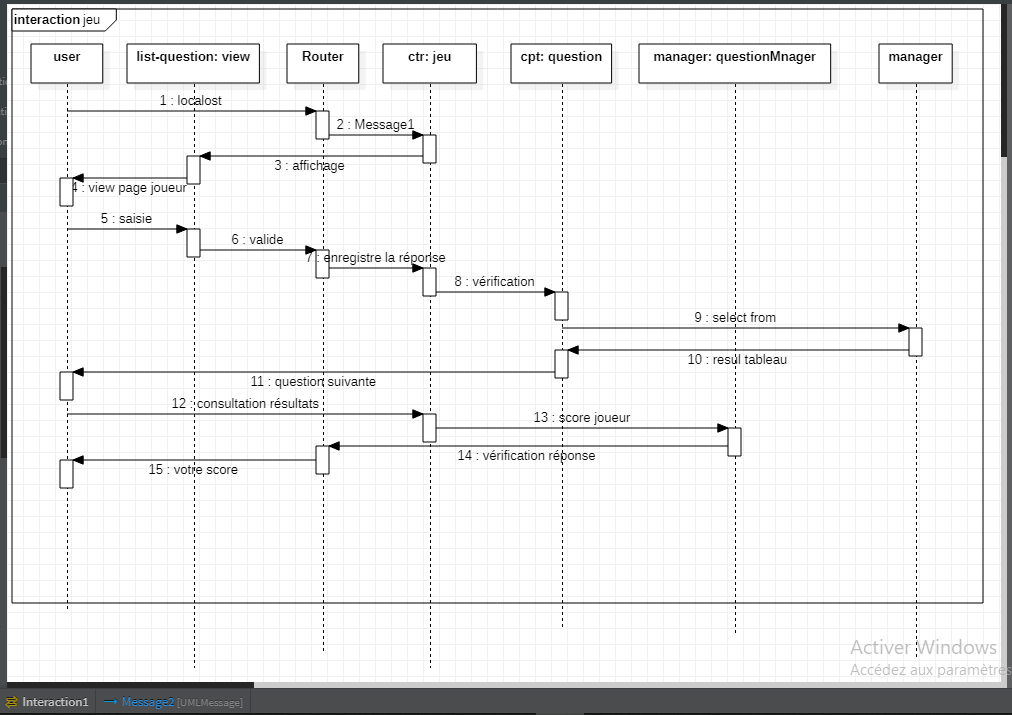 interaction jeu
user
list-question: view
Router
ctr: jeu
cpt: question
manager: questionMnager
manager
1 : localost
2 : Message1
3 : affichage
4 : view page joueur
5 : saisie
6 : valide
7 : enregistre la réponse
8 : vérification
9 : select from
10 : resul tableau
11 : question suivante
12 : consultation résultats
13 : score joueur
14 : vérification réponse
15 : votre score
Activer Windows
Accédez aux paramètres
Interaction1
Message2 [UMLMessage]